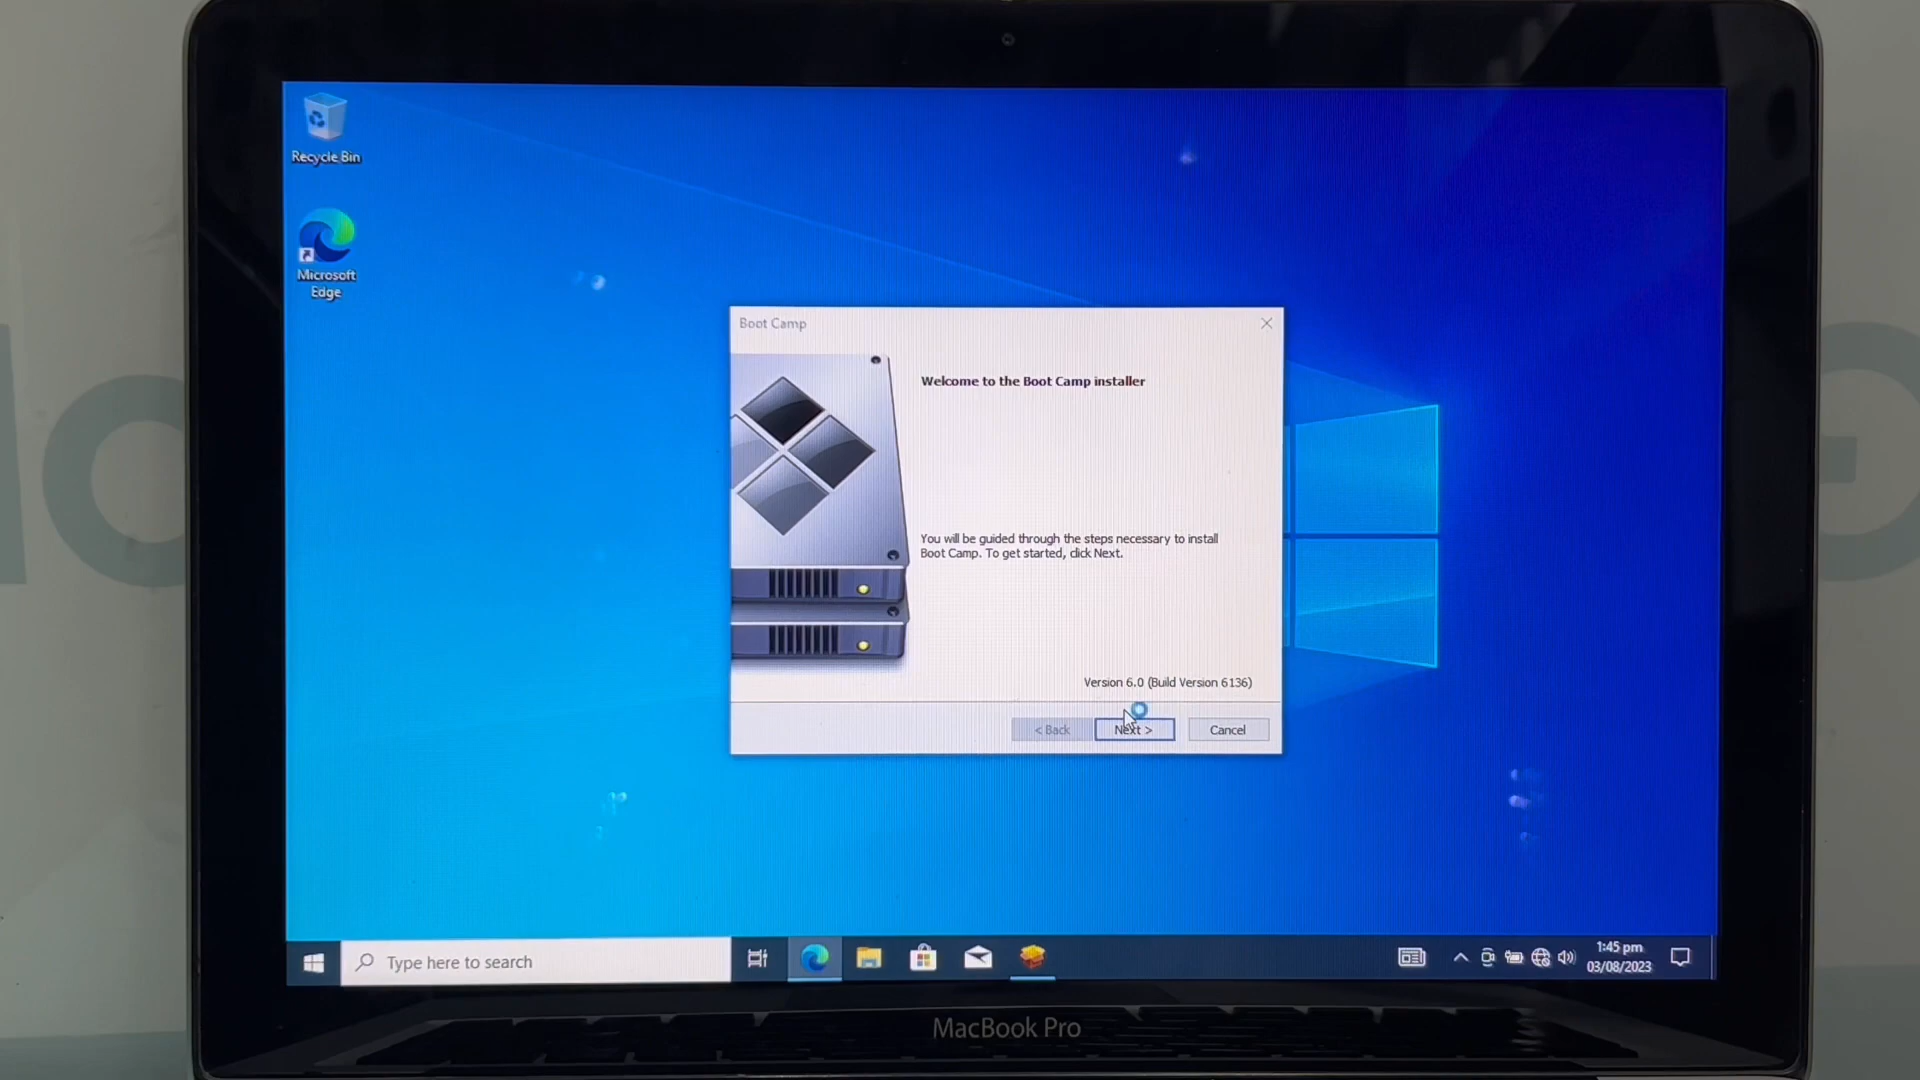 Recycle Bin
Microsoft
Edge
Boot Camp
Welcome to the Boot Camp installer
You will be guided through the steps necessary to install
Boot Camp. To get started, click Next.
Version 6.0 (Build Version 6136)
< Back
Next >
Cancel
Type here to search
1:45 pm
03/08/2023
MacBook Pro